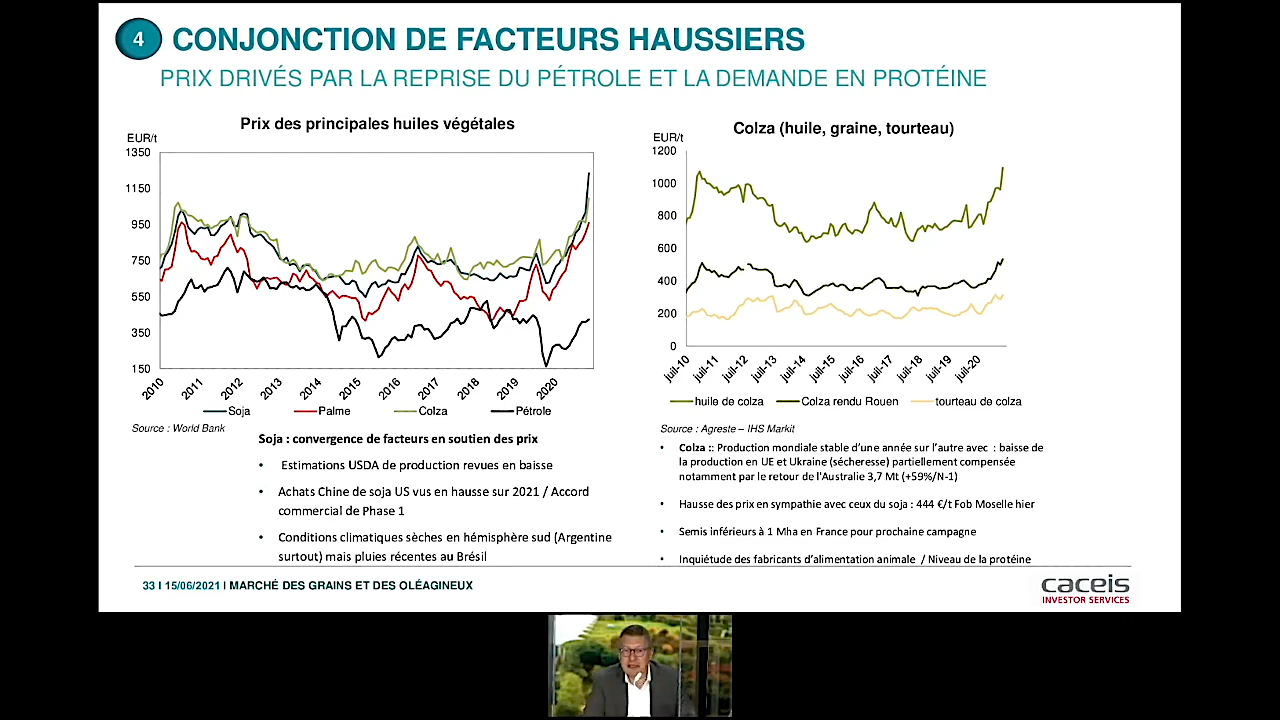 4
CONJONCTION DE FACTEURS HAUSSIERS
PRIX DRIVÉS PAR LA REPRISE DU PÉTROLE ET LA DEMANDE EN PROTÉINE
Prix des principales huiles végétales
EUR/t
1350
1150
950
750
550
350
150
2010 2011 2012 2013 2014 2015 2016 2017 2018 2019 2020
Soja Palme Colza Pétrole
Source : World Bank
Soja : convergence de facteurs en soutien des prix
• Estimations USDA de production revues en baisse
• Achats Chine de soja US vus en hausse sur 2021 / Accord
commercial de Phase 1
• Conditions climatiques sèches en hémisphère sud (Argentine
surtout) mais pluies récentes au Brésil
Colza (huile, graine, tourteau)
EUR/t
1200
1000
800
600
400
200
0
juil-10 juil-11 juil-12 juil-13 juil-14 juil-15 juil-16 juil-17 juil-18 juil-19 juil-20
huile de colza Colza rendu Rouen tourteau de colza
Source : Agreste – IHS Markit
• Colza :: Production mondiale stable d'une année sur l'autre avec : baisse de
la production en UE et Ukraine (sécheresse) partiellement compensée
notamment par le retour de l'Australie 3,7 Mt (+59%/N-1)
• Hausse des prix en sympathie avec ceux du soja : 444 €/t Fob Moselle hier
• Semis inférieurs à 1 Mha en France pour prochaine campagne
• Inquiétude des fabricants d'alimentation animale / Niveau de la protéine
33 I 15/06/2021 I MARCHÉ DES GRAINS ET DES OLÉAGINEUX
caceis
INVESTOR SERVICES